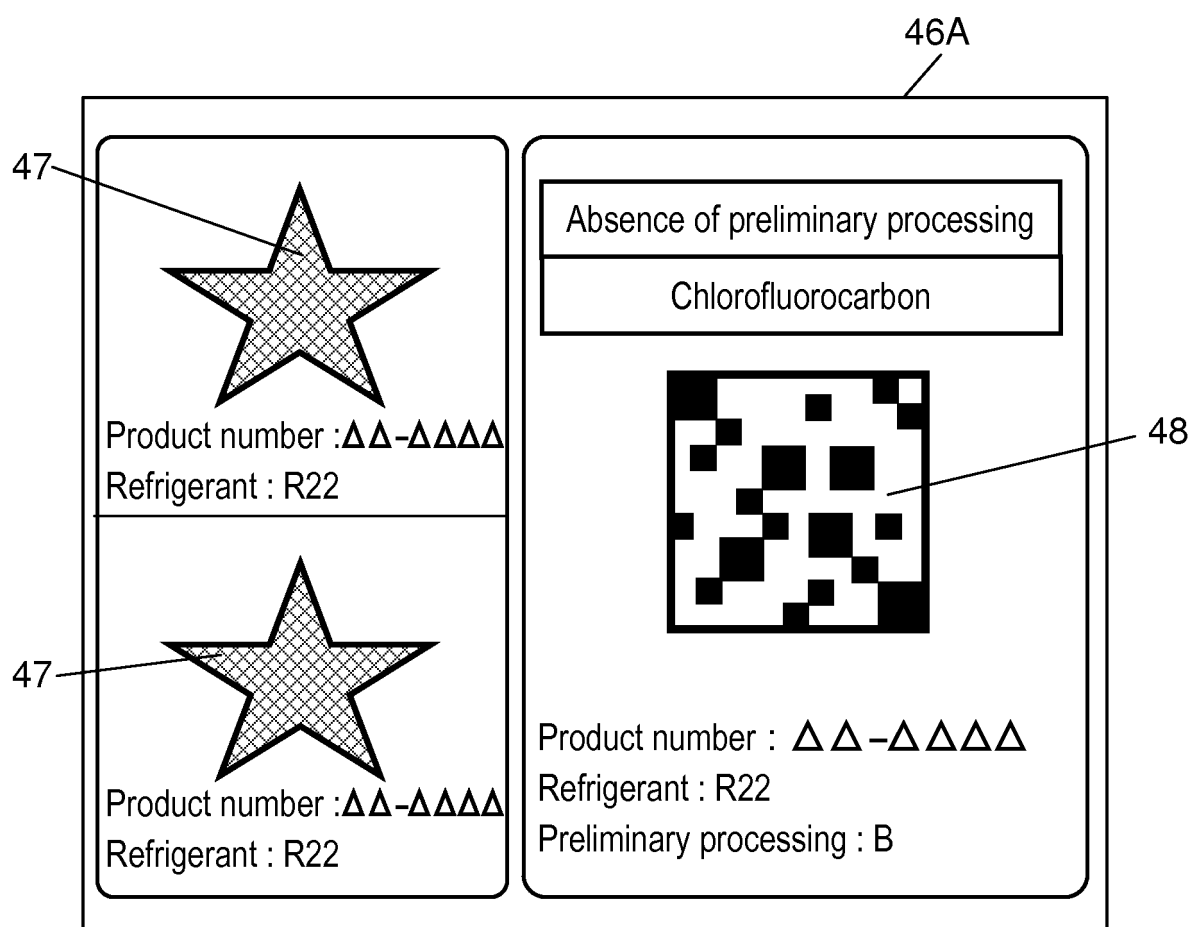 46A
47
Product number :ΔΔ-ΔΔΔΔ
Refrigerant : R22
47
Product number :ΔΔ-ΔΔΔΔ
Refrigerant : R22
Absence of preliminary processing
Chlorofluorocarbon
48
Product number : ΔΔ-ΔΔΔΔ
Refrigerant : R22
Preliminary processing : B